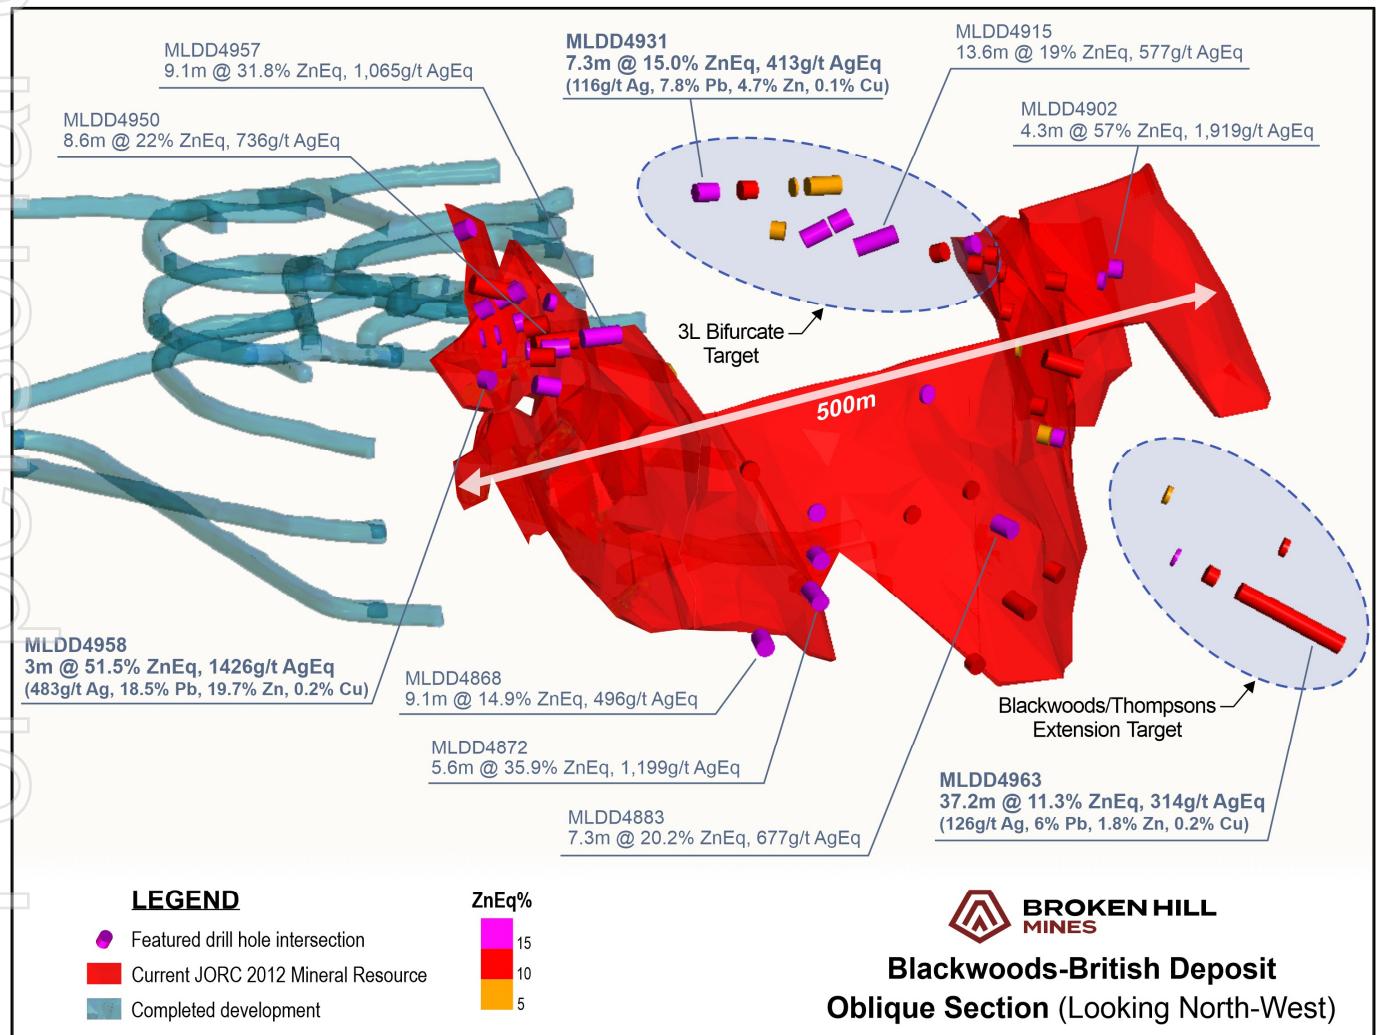 MLDD4957
9.1m @ 31.8% ZnEq, 1,065g/t AgEq
MLDD4931
7.3m @ 15.0% ZnEq, 413g/t AgEq
(116g/t Ag, 7.8% Pb, 4.7% Zn, 0.1% Cu)
MLDD4915
13.6m @ 19% ZnEq, 577g/t AgEq
MLDD4902
4.3m @ 57% ZnEq, 1,919g/t AgEq
MLDD4950
8.6m @ 22% ZnEq, 736g/t AgEq
3L Bifurcate
Target
500m
MLDD4958
3m @ 51.5% ZnEq, 1426g/t AgEq
(483g/t Ag, 18.5% Pb, 19.7% Zn, 0.2% Cu)
MLDD4868
9.1m @ 14.9% ZnEq, 496g/t AgEq
MLDD4872
5.6m @ 35.9% ZnEq, 1,199g/t AgEq
MLDD4883
7.3m @ 20.2% ZnEq, 677g/t AgEq
Blackwoods/Thompsons
Extension Target
MLDD4963
37.2m @ 11.3% ZnEq, 314g/t AgEq
(126g/t Ag, 6% Pb, 1.8% Zn, 0.2% Cu)
LEGEND
Featured drill hole intersection
Current JORC 2012 Mineral Resource
Completed development
ZnEq%
15
10
5
BROKEN HILL
MINES
Blackwoods-British Deposit
Oblique Section (Looking North-West)